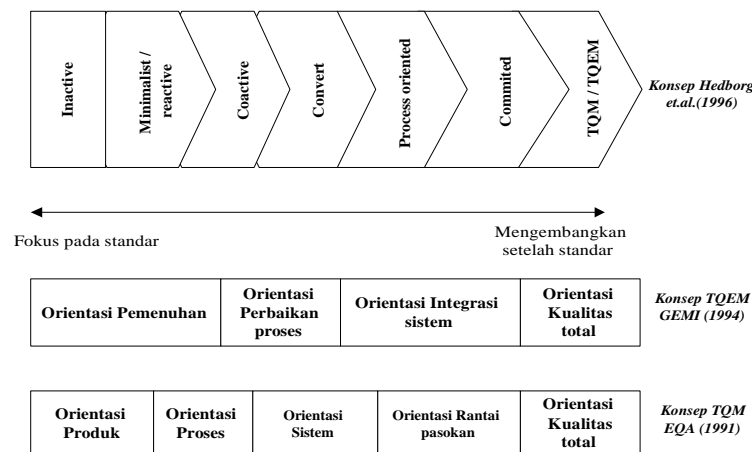 Inactive
Minimalist /
reactive
Coactive
Convert
Process oriented
Commited
TQM / TQEM
Konsep Hedborg
et.al.(1996)
Fokus pada standar
Mengembangkan
setelah standar
Orientasi Pemenuhan
Orientasi
Perbaikan
proses
Orientasi Integrasi
sistem
Orientasi
Kualitas
total
Konsep TQEM
GEMI (1994)
Orientasi
Produk
Orientasi
Proses
Orientasi
Sistem
Orientasi Rantai
pasokan
Orientasi
Kualitas
total
Konsep TQM
EQA (1991)